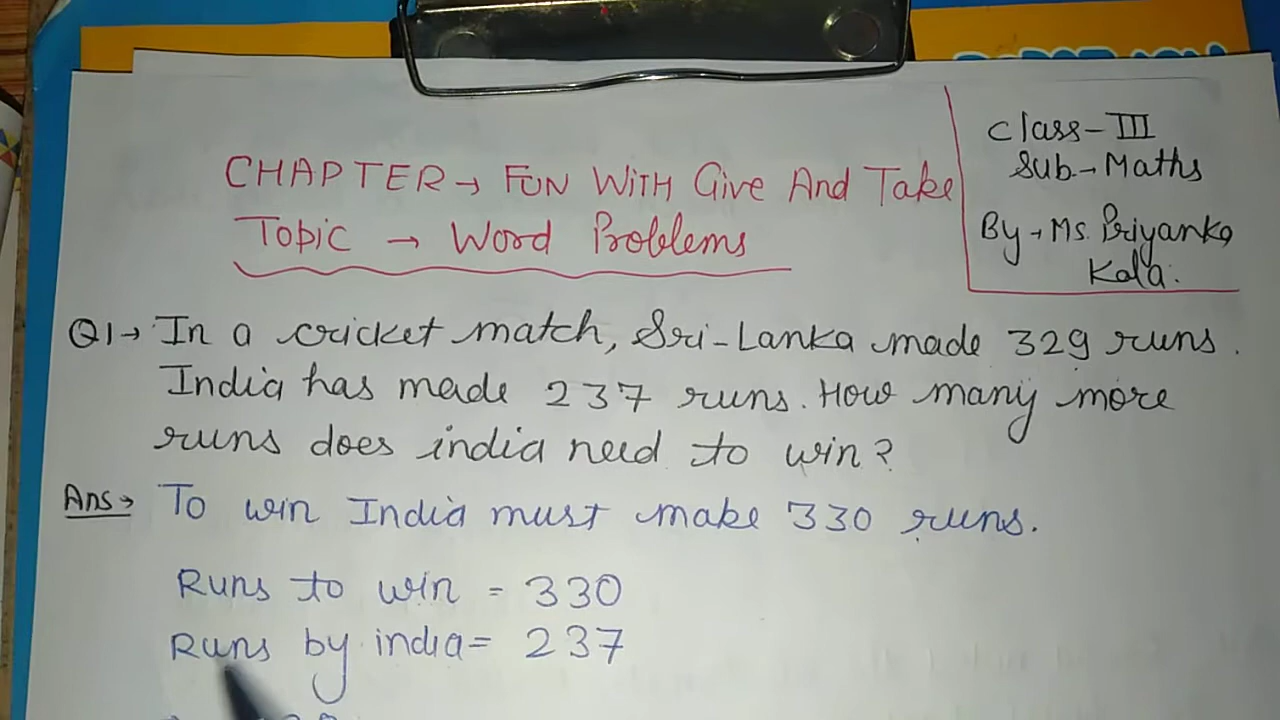 Class-III
Sub→Maths
By→Ms. Priyanka
Kala.
CHAPTER→ FUN WITH Give And Take
Topic → Word Problems
Q1→ In a cricket match, Sri-Lanka made 329 runs.
India has made 237 runs. How many more
runs does india need to win?
Ans→ To win India must make 330 runs.
Runs to win = 330
Runs by india= 237